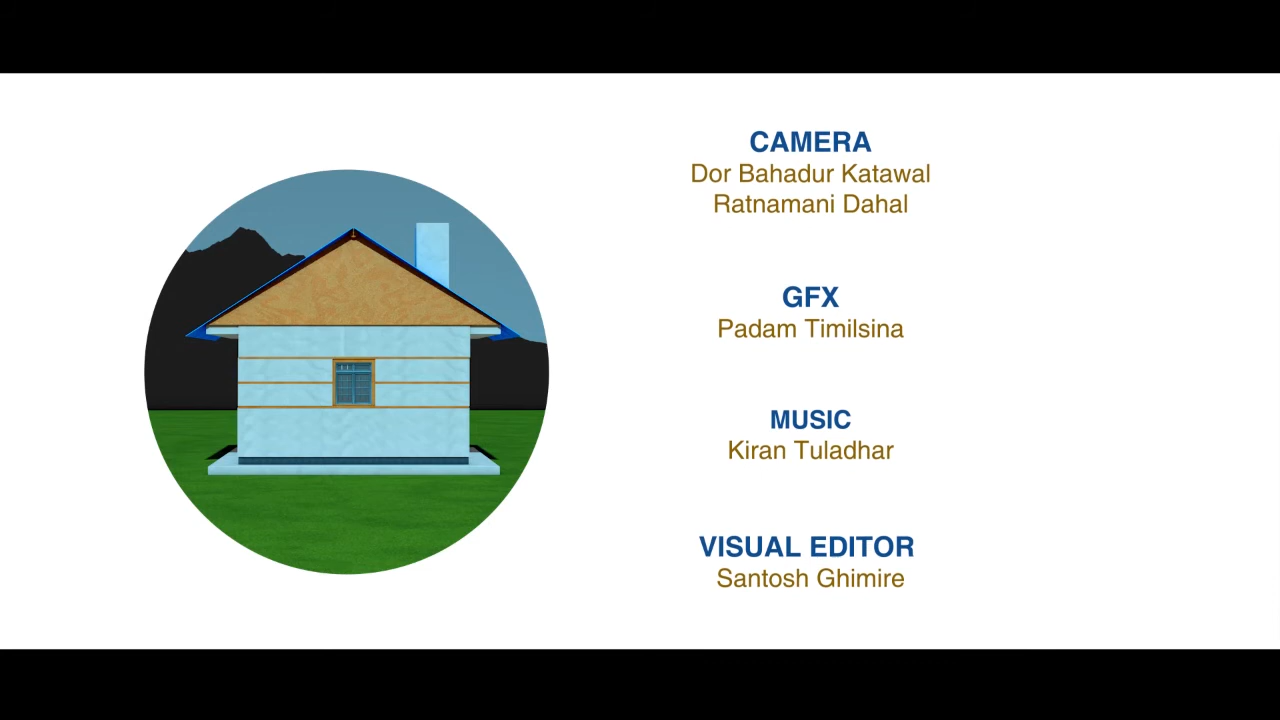 CAMERA
Dor Bahadur Katawal
Ratnamani Dahal
GFX
Padam Timilsina
MUSIC
Kiran Tuladhar
VISUAL EDITOR
Santosh Ghimire